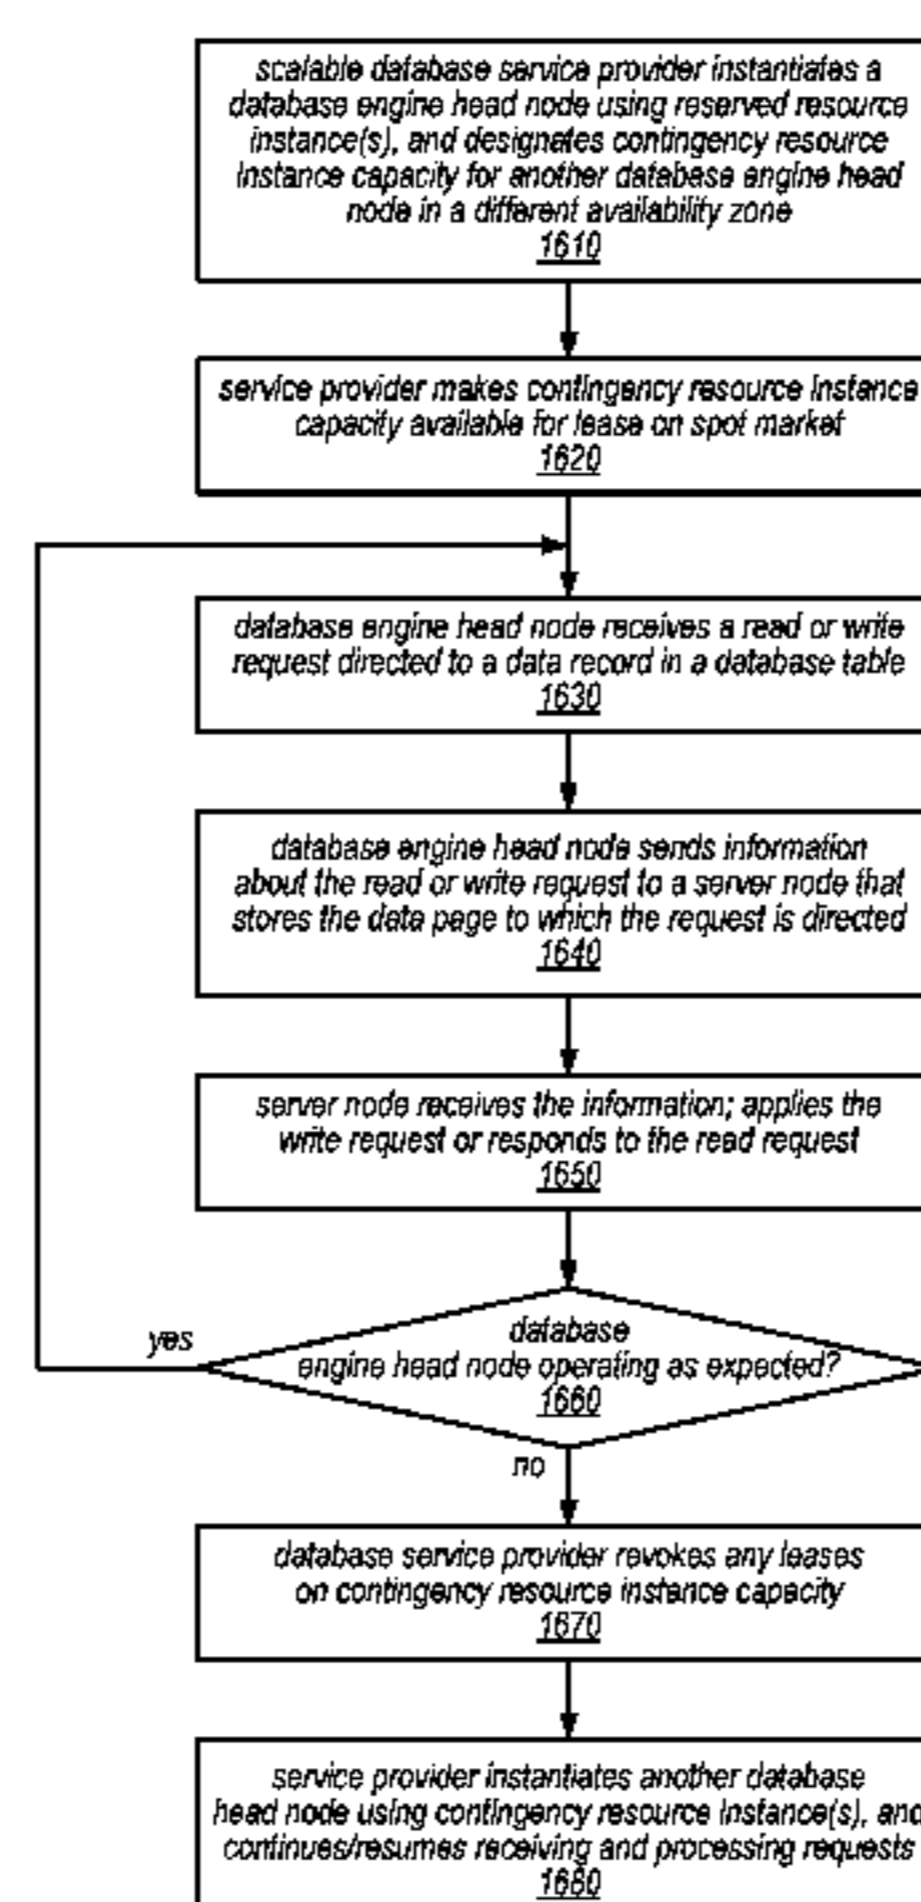 scalable database service provider instantiates a
database engine head node using reserved resource
instance(s), and designates contingency resource
instance capacity for another database engine head
node in a different availability zone
1610
service provider makes contingency resource instance
capacity available for lease on spot market
1620
database engine head node receives a read or write
request directed to a data record in a database table
1630
database engine head node sends information
about the read or write request to a server node that
stores the data page to which the request is directed
1640
server node receives the information; applies the
write request or responds to the read request
1650
database
yes
engine head node operating as expected?
1660
no
database service provider revokes any leases
on contingency resource instance capacity
1670
service provider instantiates another database
head node using contingency resource instance(s), and
continues/resumes receiving and processing requests
1680